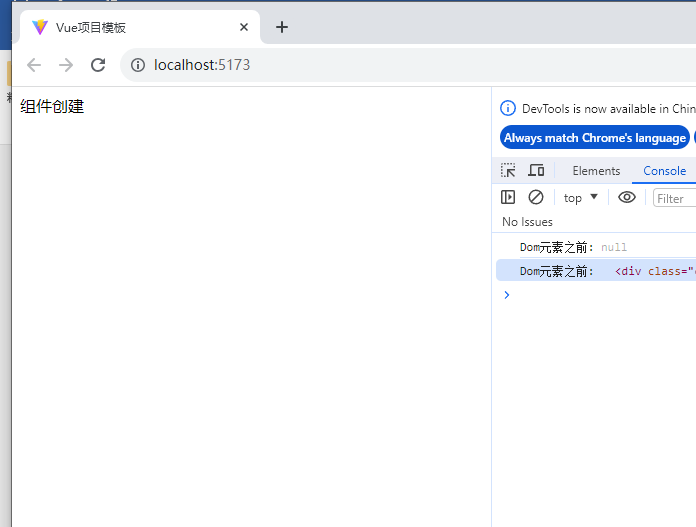 Vue项目模板
localhost:5173
组件创建
DevTools is now available in Chin
Always match Chrome's language
Elements Console
top Filter
No Issues
Dom元素之前: null
Dom元素之前: <div class="